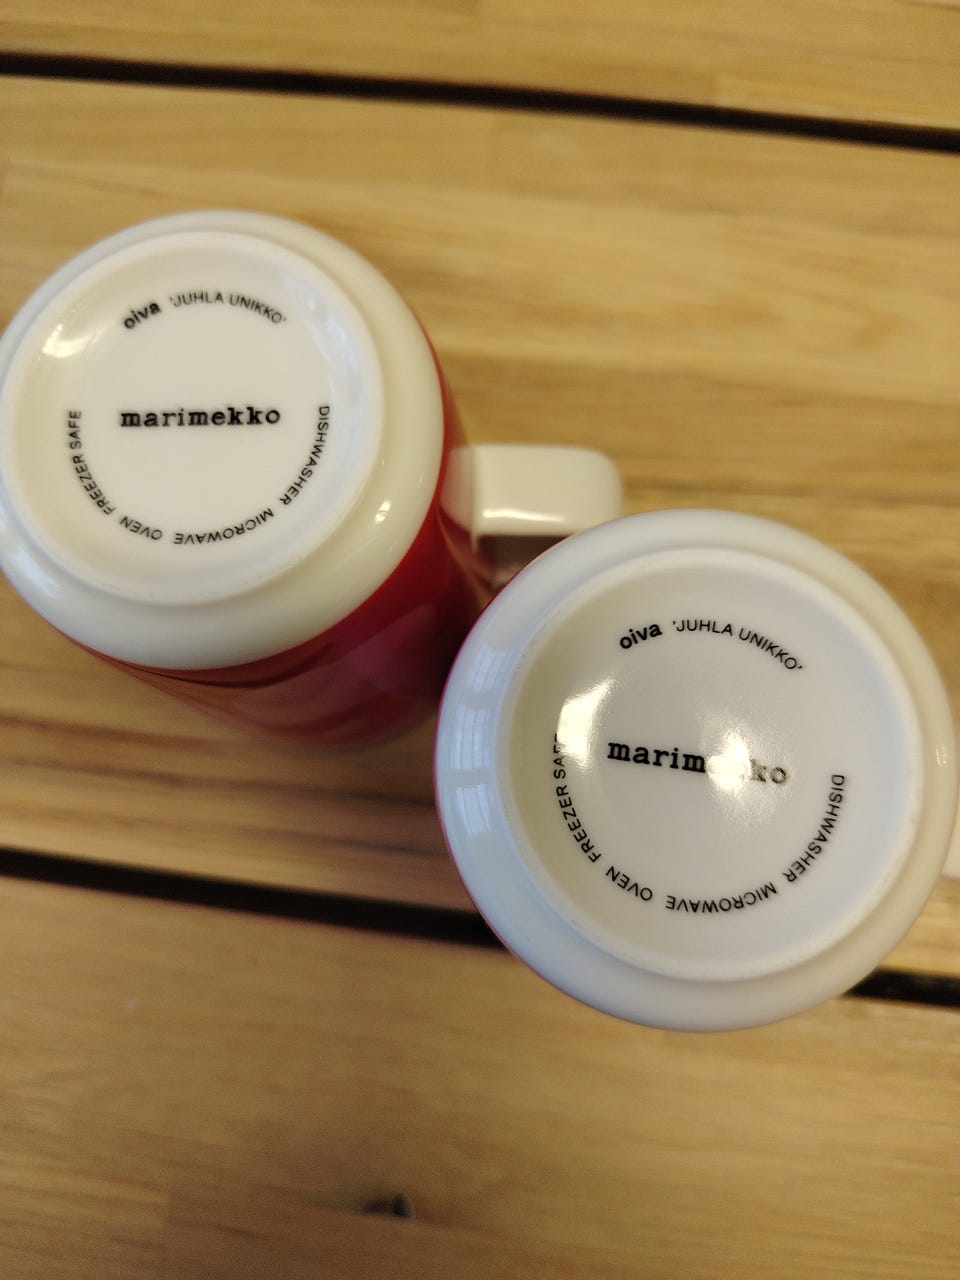 oiva 'JUHLA UNIKKO'
marimekko
DISHWASHER MICROWAVE OVEN FREEZER SAFE
oiva 'JUHLA UNIKKO'
marimekko
DISHWASHER MICROWAVE OVEN FREEZER SAFE